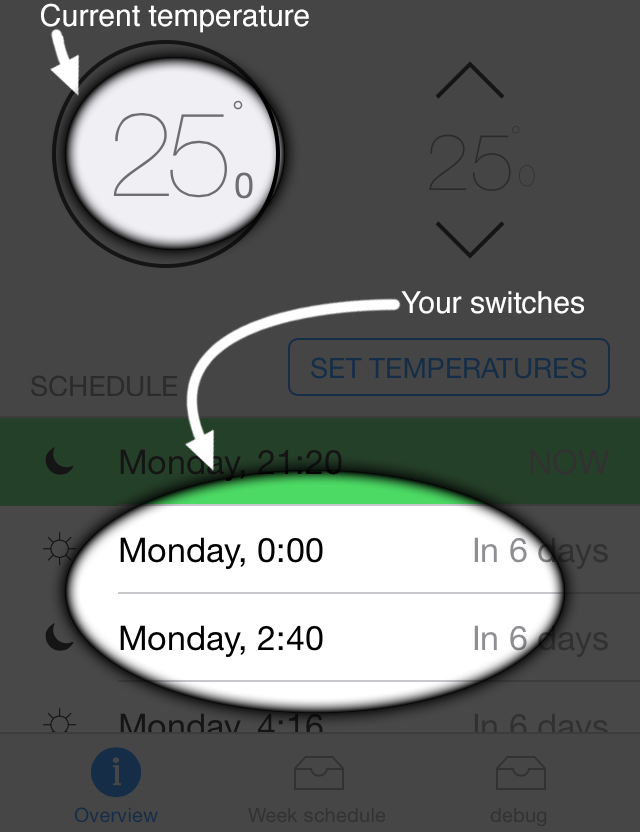 Current temperature
25°0
25°0
Your switches
SCHEDULE
SET TEMPERATURES
Monday, 21:20 NOW
Monday, 0:00 In 6 days
Monday, 2:40 In 6 days
Monday, 4:16 In 6 days
i
Overview Week schedule debug